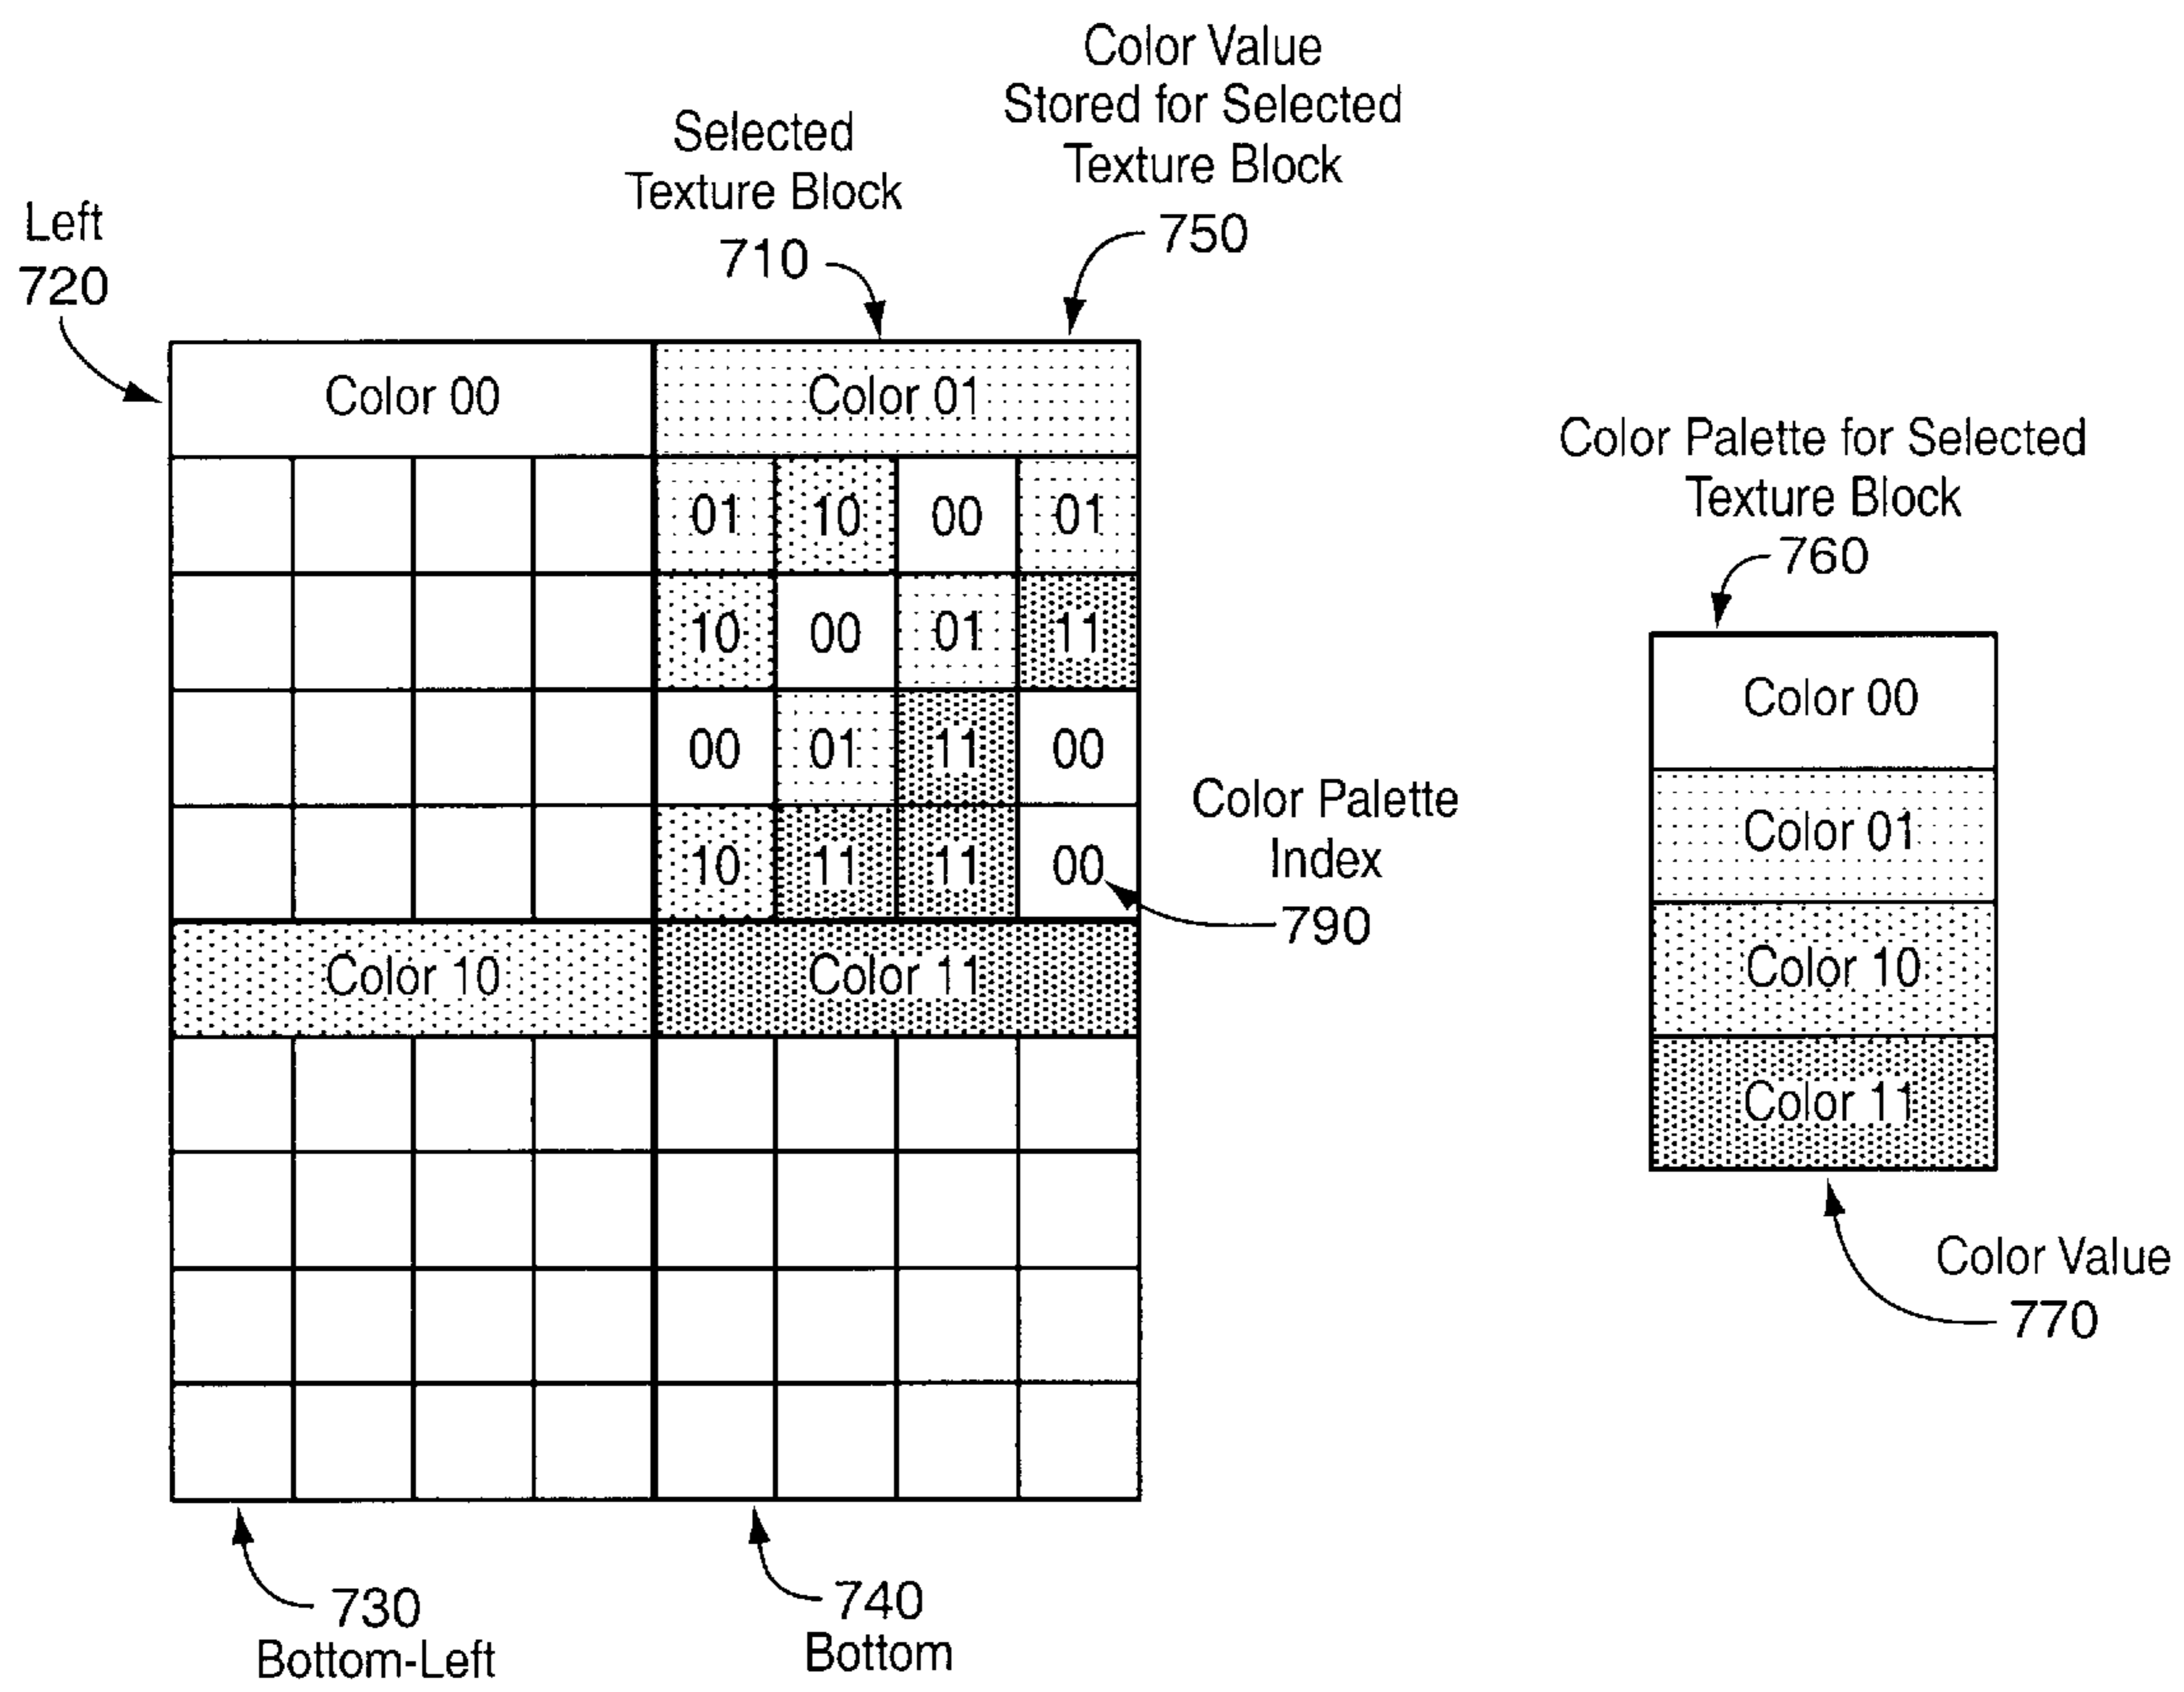 Color Value
Stored for Selected
Texture Block
750
Selected
Texture Block
710
Left
720
Color 00
Color 01
01 10 00 01
10 00 01 11
00 01 11 00
10 11 11 00
Color Palette
Index
790
Color 10
Color 11
730
Bottom-Left
740
Bottom
Color Palette for Selected
Texture Block
760
Color 00
Color 01
Color 10
Color 11
Color Value
770